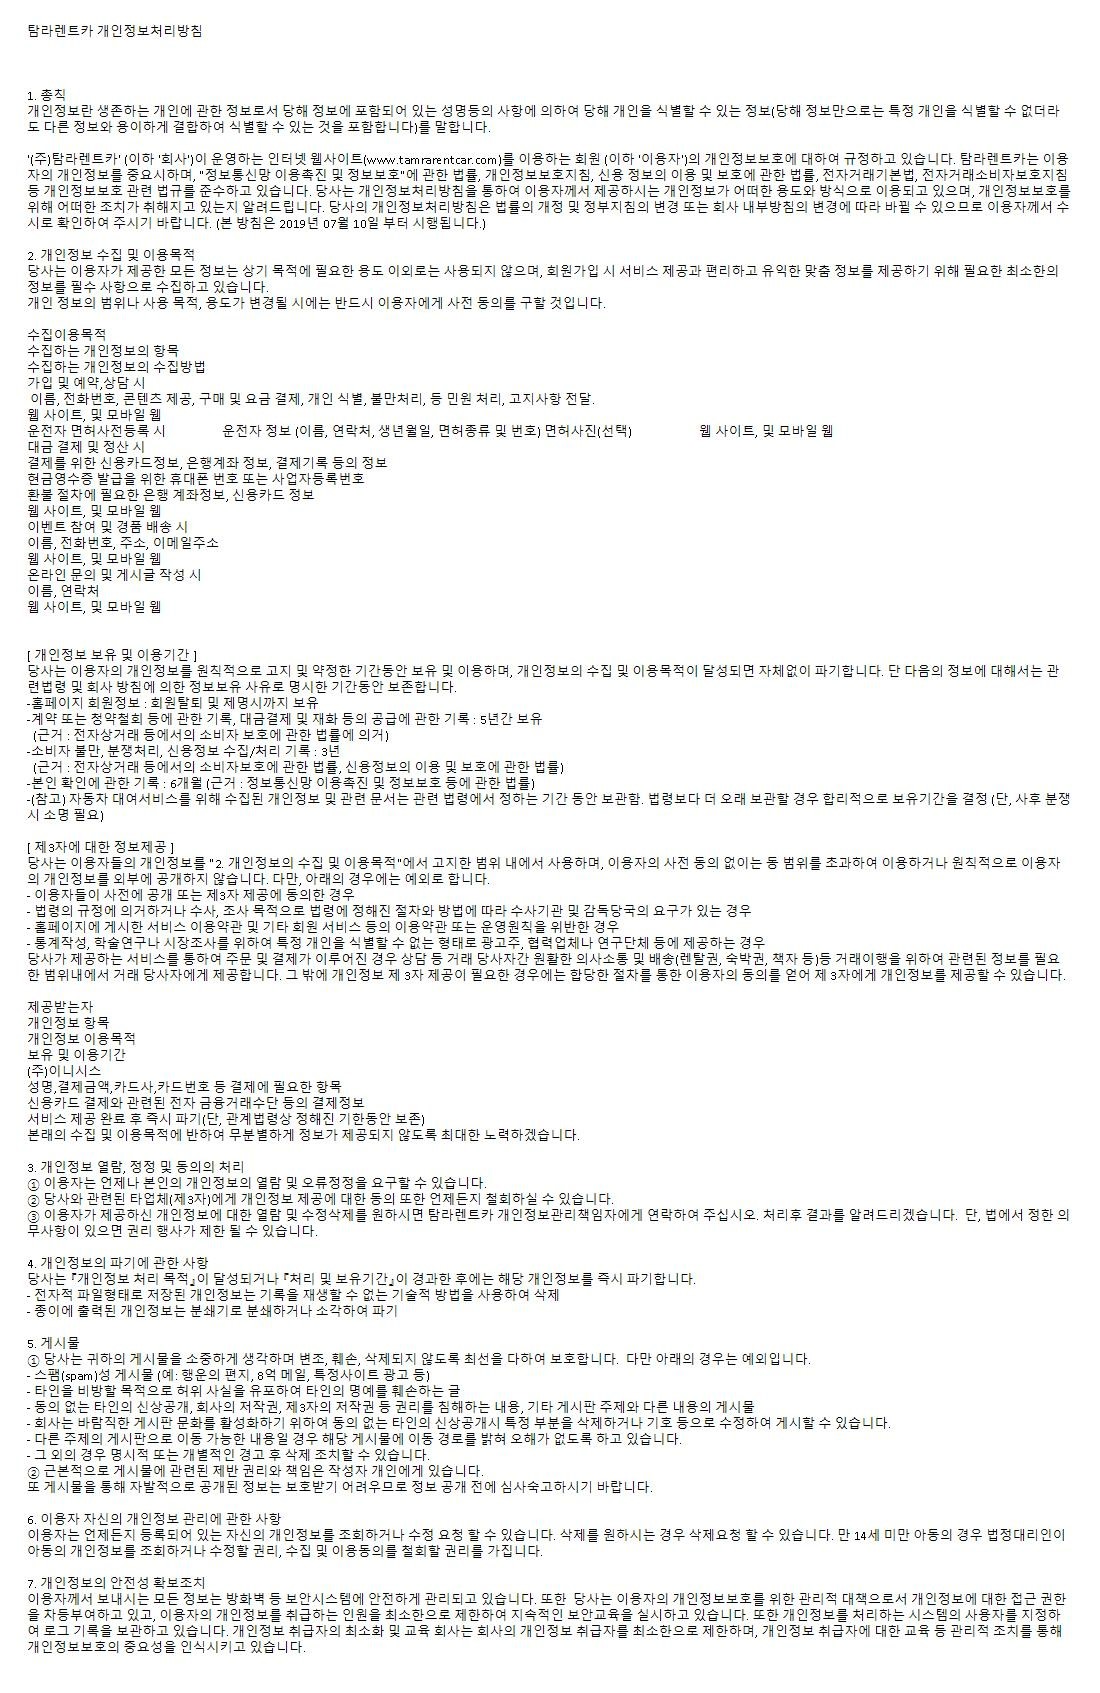 탐라렌트카 개인정보처리방침
1. 총칙
개인정보란 생존하는 개인에 관한 정보로서 당해 정보에 포함되어 있는 성명등의 사항에 의하여 당해 개인을 식별할 수 있는 정보(당해 정보만으로는 특정 개인을 식별할 수 없더라
도 다른 정보와 용이하게 결합하여 식별할 수 있는 것을 포함합니다)를 말합니다.
'(주)탐라렌트카' (이하 '회사')이 운영하는 인터넷 웹사이트(www.tamrarentcar.com)를 이용하는 회원 (이하 '이용자')의 개인정보보호에 대하여 규정하고 있습니다. 탐라렌트카는 이용
자의 개인정보를 중요시하며, "정보통신망 이용촉진 및 정보보호"에 관한 법률, 개인정보보호지침, 신용 정보의 이용 및 보호에 관한 법률, 전자거래기본법, 전자거래소비자보호지침
등 개인정보보호 관련 법규를 준수하고 있습니다. 당사는 개인정보처리방침을 통하여 이용자께서 제공하시는 개인정보가 어떠한 용도와 방식으로 이용되고 있으며, 개인정보보호를
위해 어떠한 조치가 취해지고 있는지 알려드립니다. 당사의 개인정보처리방침은 법률의 개정 및 정부지침의 변경 또는 회사 내부방침의 변경에 따라 바뀔 수 있으므로 이용자께서 수
시로 확인하여 주시기 바랍니다. (본 방침은 2019년 07월 10일 부터 시행됩니다.)
2. 개인정보 수집 및 이용목적
당사는 이용자가 제공한 모든 정보는 상기 목적에 필요한 용도 이외로는 사용되지 않으며, 회원가입 시 서비스 제공과 편리하고 유익한 맞춤 정보를 제공하기 위해 필요한 최소한의
정보를 필수 사항으로 수집하고 있습니다.
개인 정보의 범위나 사용 목적, 용도가 변경될 시에는 반드시 이용자에게 사전 동의를 구할 것입니다.
수집이용목적
수집하는 개인정보의 항목
수집하는 개인정보의 수집방법
가입 및 예약,상담 시
이름, 전화번호, 콘텐츠 제공, 구매 및 요금 결제, 개인 식별, 불만처리, 등 민원 처리, 고지사항 전달.
웹 사이트, 및 모바일 웹
운전자 면허사전등록 시 운전자 정보 (이름, 연락처, 생년월일, 면허종류 및 번호) 면허사진(선택) 웹 사이트, 및 모바일 웹
대금 결제 및 정산 시
결제를 위한 신용카드정보, 은행계좌 정보, 결제기록 등의 정보
현금영수증 발급을 위한 휴대폰 번호 또는 사업자등록번호
환불 절차에 필요한 은행 계좌정보, 신용카드 정보
웹 사이트, 및 모바일 웹
이벤트 참여 및 경품 배송 시
이름, 전화번호, 주소, 이메일주소
웹 사이트, 및 모바일 웹
온라인 문의 및 게시글 작성 시
이름, 연락처
웹 사이트, 및 모바일 웹
[ 개인정보 보유 및 이용기간 ]
당사는 이용자의 개인정보를 원칙적으로 고지 및 약정한 기간동안 보유 및 이용하며, 개인정보의 수집 및 이용목적이 달성되면 자체없이 파기합니다. 단 다음의 정보에 대해서는 관
련법령 및 회사 방침에 의한 정보보유 사유로 명시한 기간동안 보존합니다.
-홈페이지 회원정보 : 회원탈퇴 및 제명시까지 보유
-계약 또는 청약철회 등에 관한 기록, 대금결제 및 재화 등의 공급에 관한 기록 : 5년간 보유
(근거 : 전자상거래 등에서의 소비자 보호에 관한 법률에 의거)
-소비자 불만, 분쟁처리, 신용정보 수집/처리 기록 : 3년
(근거 : 전자상거래 등에서의 소비자보호에 관한 법률, 신용정보의 이용 및 보호에 관한 법률)
-본인 확인에 관한 기록 : 6개월 (근거 : 정보통신망 이용촉진 및 정보보호 등에 관한 법률)
-(참고) 자동차 대여서비스를 위해 수집된 개인정보 및 관련 문서는 관련 법령에서 정하는 기간 동안 보관함. 법령보다 더 오래 보관할 경우 합리적으로 보유기간을 결정 (단, 사후 분쟁
시 소명 필요)
[ 제3자에 대한 정보제공 ]
당사는 이용자들의 개인정보를 "2. 개인정보의 수집 및 이용목적"에서 고지한 범위 내에서 사용하며, 이용자의 사전 동의 없이는 동 범위를 초과하여 이용하거나 원칙적으로 이용자
의 개인정보를 외부에 공개하지 않습니다. 다만, 아래의 경우에는 예외로 합니다.
- 이용자들이 사전에 공개 또는 제3자 제공에 동의한 경우
- 법령의 규정에 의거하거나 수사, 조사 목적으로 법령에 정해진 절차와 방법에 따라 수사기관 및 감독당국의 요구가 있는 경우
- 홈페이지에 게시한 서비스 이용약관 및 기타 회원 서비스 등의 이용약관 또는 운영원칙을 위반한 경우
- 통계작성, 학술연구나 시장조사를 위하여 특정 개인을 식별할 수 없는 형태로 광고주, 협력업체나 연구단체 등에 제공하는 경우
당사가 제공하는 서비스를 통하여 주문 및 결제가 이루어진 경우 상담 등 거래 당사자간 원활한 의사소통 및 배송(렌탈권, 숙박권, 책자 등)등 거래이행을 위하여 관련된 정보를 필요
한 범위내에서 거래 당사자에게 제공합니다. 그 밖에 개인정보 제 3자 제공이 필요한 경우에는 합당한 절차를 통한 이용자의 동의를 얻어 제 3자에게 개인정보를 제공할 수 있습니다.
제공받는자
개인정보 항목
개인정보 이용목적
보유 및 이용기간
(주)이니시스
성명,결제금액,카드사,카드번호 등 결제에 필요한 항목
신용카드 결제와 관련된 전자 금융거래수단 등의 결제정보
서비스 제공 완료 후 즉시 파기(단, 관계법령상 정해진 기한동안 보존)
본래의 수집 및 이용목적에 반하여 무분별하게 정보가 제공되지 않도록 최대한 노력하겠습니다.
3. 개인정보 열람, 정정 및 동의의 처리
① 이용자는 언제나 본인의 개인정보의 열람 및 오류정정을 요구할 수 있습니다.
② 당사와 관련된 타업체(제3자)에게 개인정보 제공에 대한 동의 또한 언제든지 철회하실 수 있습니다.
③ 이용자가 제공하신 개인정보에 대한 열람 및 수정삭제를 원하시면 탐라렌트카 개인정보관리책임자에게 연락하여 주십시오. 처리후 결과를 알려드리겠습니다. 단, 법에서 정한 의
무사항이 있으면 권리 행사가 제한 될 수 있습니다.
4. 개인정보의 파기에 관한 사항
당사는 『개인정보 처리 목적』이 달성되거나 『처리 및 보유기간』이 경과한 후에는 해당 개인정보를 즉시 파기합니다.
- 전자적 파일형태로 저장된 개인정보는 기록을 재생할 수 없는 기술적 방법을 사용하여 삭제
- 종이에 출력된 개인정보는 분쇄기로 분쇄하거나 소각하여 파기
5. 게시물
① 당사는 귀하의 게시물을 소중하게 생각하며 변조, 훼손, 삭제되지 않도록 최선을 다하여 보호합니다. 다만 아래의 경우는 예외입니다.
- 스팸(spam)성 게시물 (예: 행운의 편지, 8억 메일, 특정사이트 광고 등)
- 타인을 비방할 목적으로 허위 사실을 유포하여 타인의 명예를 훼손하는 글
- 동의 없는 타인의 신상공개, 회사의 저작권, 제3자의 저작권 등 권리를 침해하는 내용, 기타 게시판 주제와 다른 내용의 게시물
- 회사는 바람직한 게시판 문화를 활성화하기 위하여 동의 없는 타인의 신상공개시 특정 부분을 삭제하거나 기호 등으로 수정하여 게시할 수 있습니다.
- 다른 주제의 게시판으로 이동 가능한 내용일 경우 해당 게시물에 이동 경로를 밝혀 오해가 없도록 하고 있습니다.
- 그 외의 경우 명시적 또는 개별적인 경고 후 삭제 조치할 수 있습니다.
② 근본적으로 게시물에 관련된 제반 권리와 책임은 작성자 개인에게 있습니다.
또 게시물을 통해 자발적으로 공개된 정보는 보호받기 어려우므로 정보 공개 전에 심사숙고하시기 바랍니다.
6. 이용자 자신의 개인정보 관리에 관한 사항
이용자는 언제든지 등록되어 있는 자신의 개인정보를 조회하거나 수정 요청 할 수 있습니다. 삭제를 원하시는 경우 삭제요청 할 수 있습니다. 만 14세 미만 아동의 경우 법정대리인이
아동의 개인정보를 조회하거나 수정할 권리, 수집 및 이용동의를 철회할 권리를 가집니다.
7. 개인정보의 안전성 확보조치
이용자께서 보내시는 모든 정보는 방화벽 등 보안시스템에 안전하게 관리되고 있습니다. 또한 당사는 이용자의 개인정보보호를 위한 관리적 대책으로서 개인정보에 대한 접근 권한
을 차등부여하고 있고, 이용자의 개인정보를 취급하는 인원을 최소한으로 제한하여 지속적인 보안교육을 실시하고 있습니다. 또한 개인정보를 처리하는 시스템의 사용자를 지정하
여 로그 기록을 보관하고 있습니다. 개인정보 취급자의 최소화 및 교육 회사는 회사의 개인정보 취급자를 최소한으로 제한하며, 개인정보 취급자에 대한 교육 등 관리적 조치를 통해
개인정보보호의 중요성을 인식시키고 있습니다.